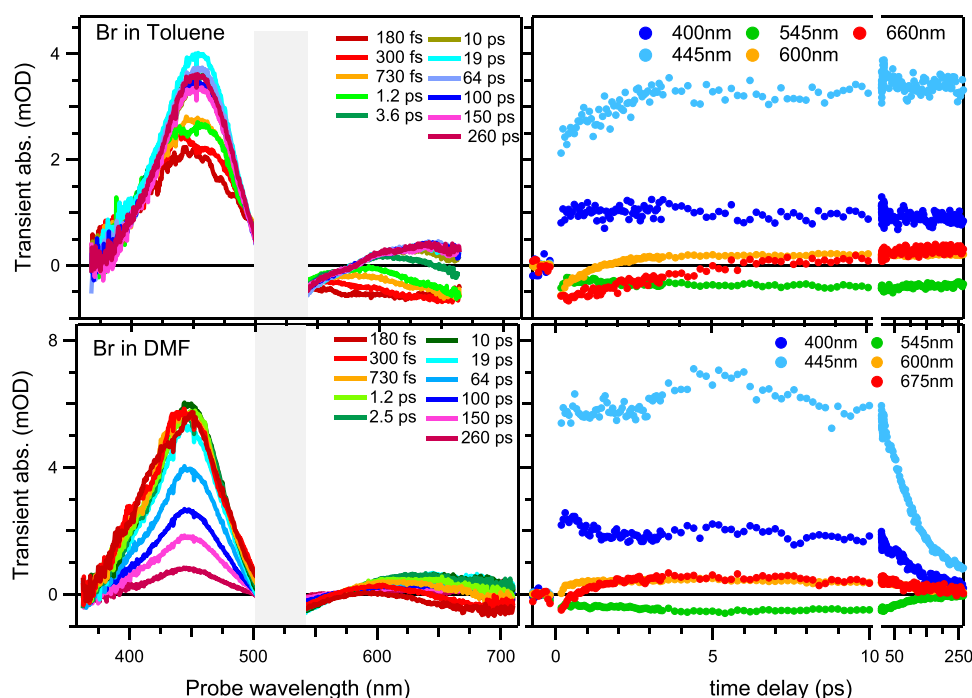 Br in Toluene
180 fs 10 ps
300 fs 19 ps
730 fs 64 ps
1.2 ps 100 ps
3.6 ps 150 ps
260 ps
4
2
0
Transient abs. (mOD)
400nm 545nm 660nm
445nm 600nm
Br in DMF
180 fs 10 ps
300 fs 19 ps
730 fs 64 ps
1.2 ps 100 ps
2.5 ps 150 ps
260 ps
8
4
0
Transient abs. (mOD)
400 500 600 700
Probe wavelength (nm)
400nm 545nm
445nm 600nm
675nm
0 5 10 50 250
time delay (ps)